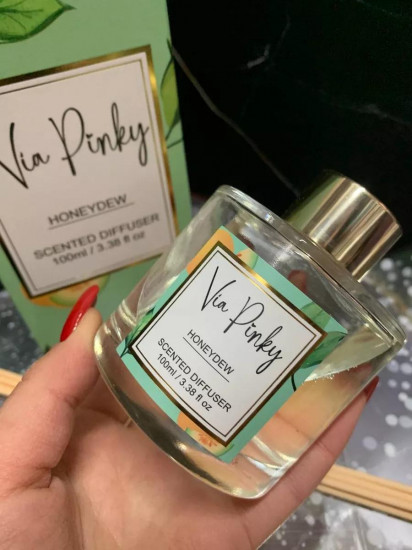 Via Pinky
HONEYDEW
SCENTED DIFFUSER
100ml / 3.38 fl oz
Via Pinky
HONEYDEW
SCENTED DIFFUSER
100ml / 3.38 fl oz